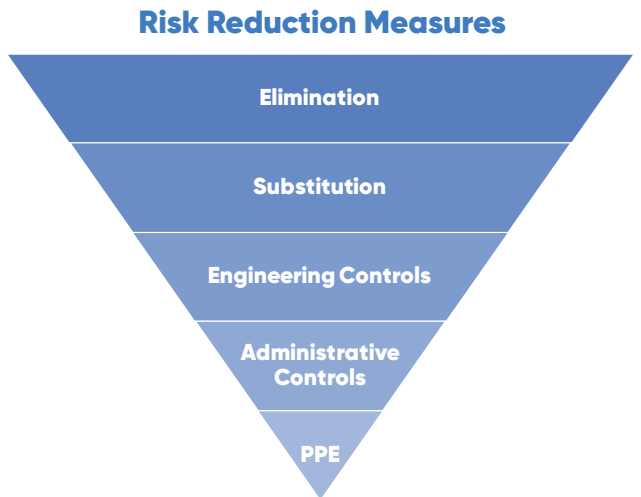 Risk Reduction Measures
Elimination
Substitution
Engineering Controls
Administrative
Controls
PPE